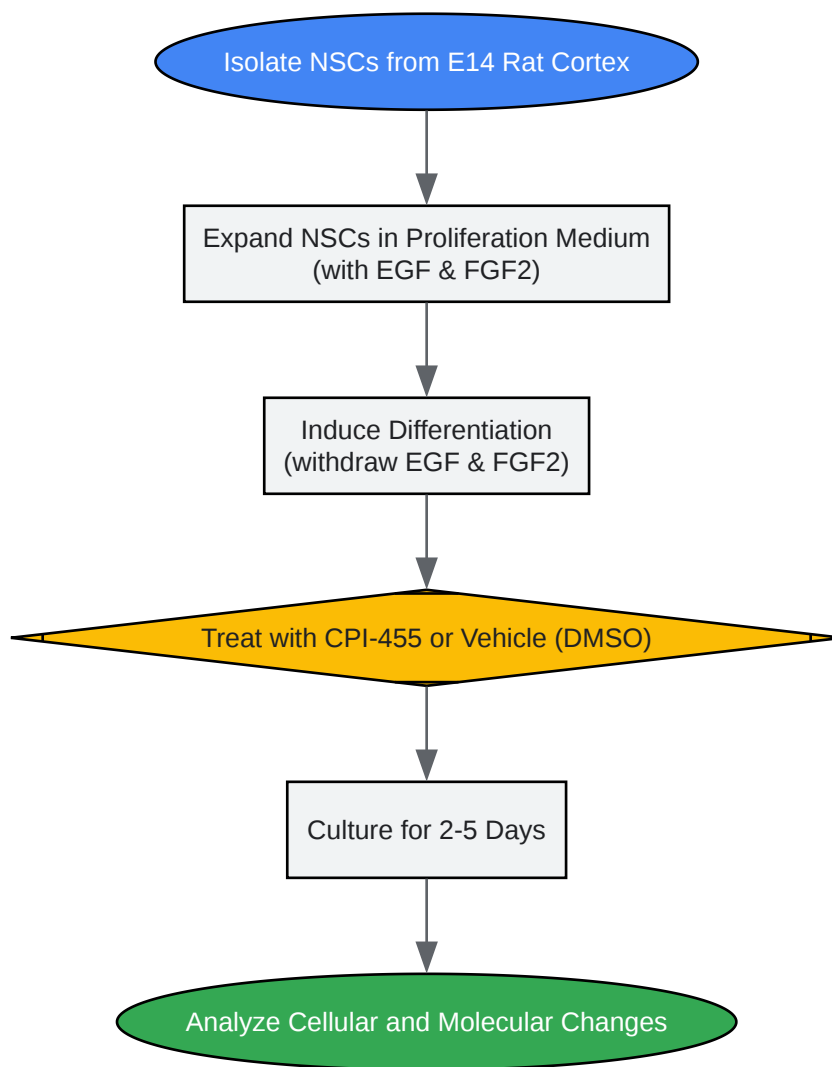 Isolate NSCs from E14 Rat Cortex
Expand NSCs in Proliferation Medium
(with EGF & FGF2)
Induce Differentiation
(withdraw EGF & FGF2)
Treat with CPI-455 or Vehicle (DMSO)
Culture for 2-5 Days
Analyze Cellular and Molecular Changes